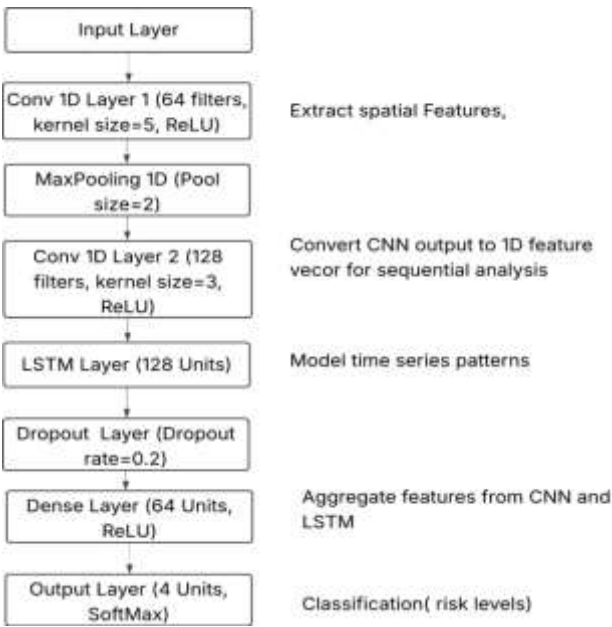 Input Layer
Conv 1D Layer 1 (64 filters,
kernel size=5, ReLU)
Extract spatial Features,
MaxPooling 1D (Pool
size=2)
Conv 1D Layer 2 (128
filters, kernel size=3,
ReLU)
Convert CNN output to 1D feature
vecor for sequential analysis
LSTM Layer (128 Units)
Model time series patterns
Dropout Layer (Dropout
rate=0.2)
Dense Layer (64 Units,
ReLU)
Aggregate features from CNN and
LSTM
Output Layer (4 Units,
SoftMax)
Classification( risk levels)